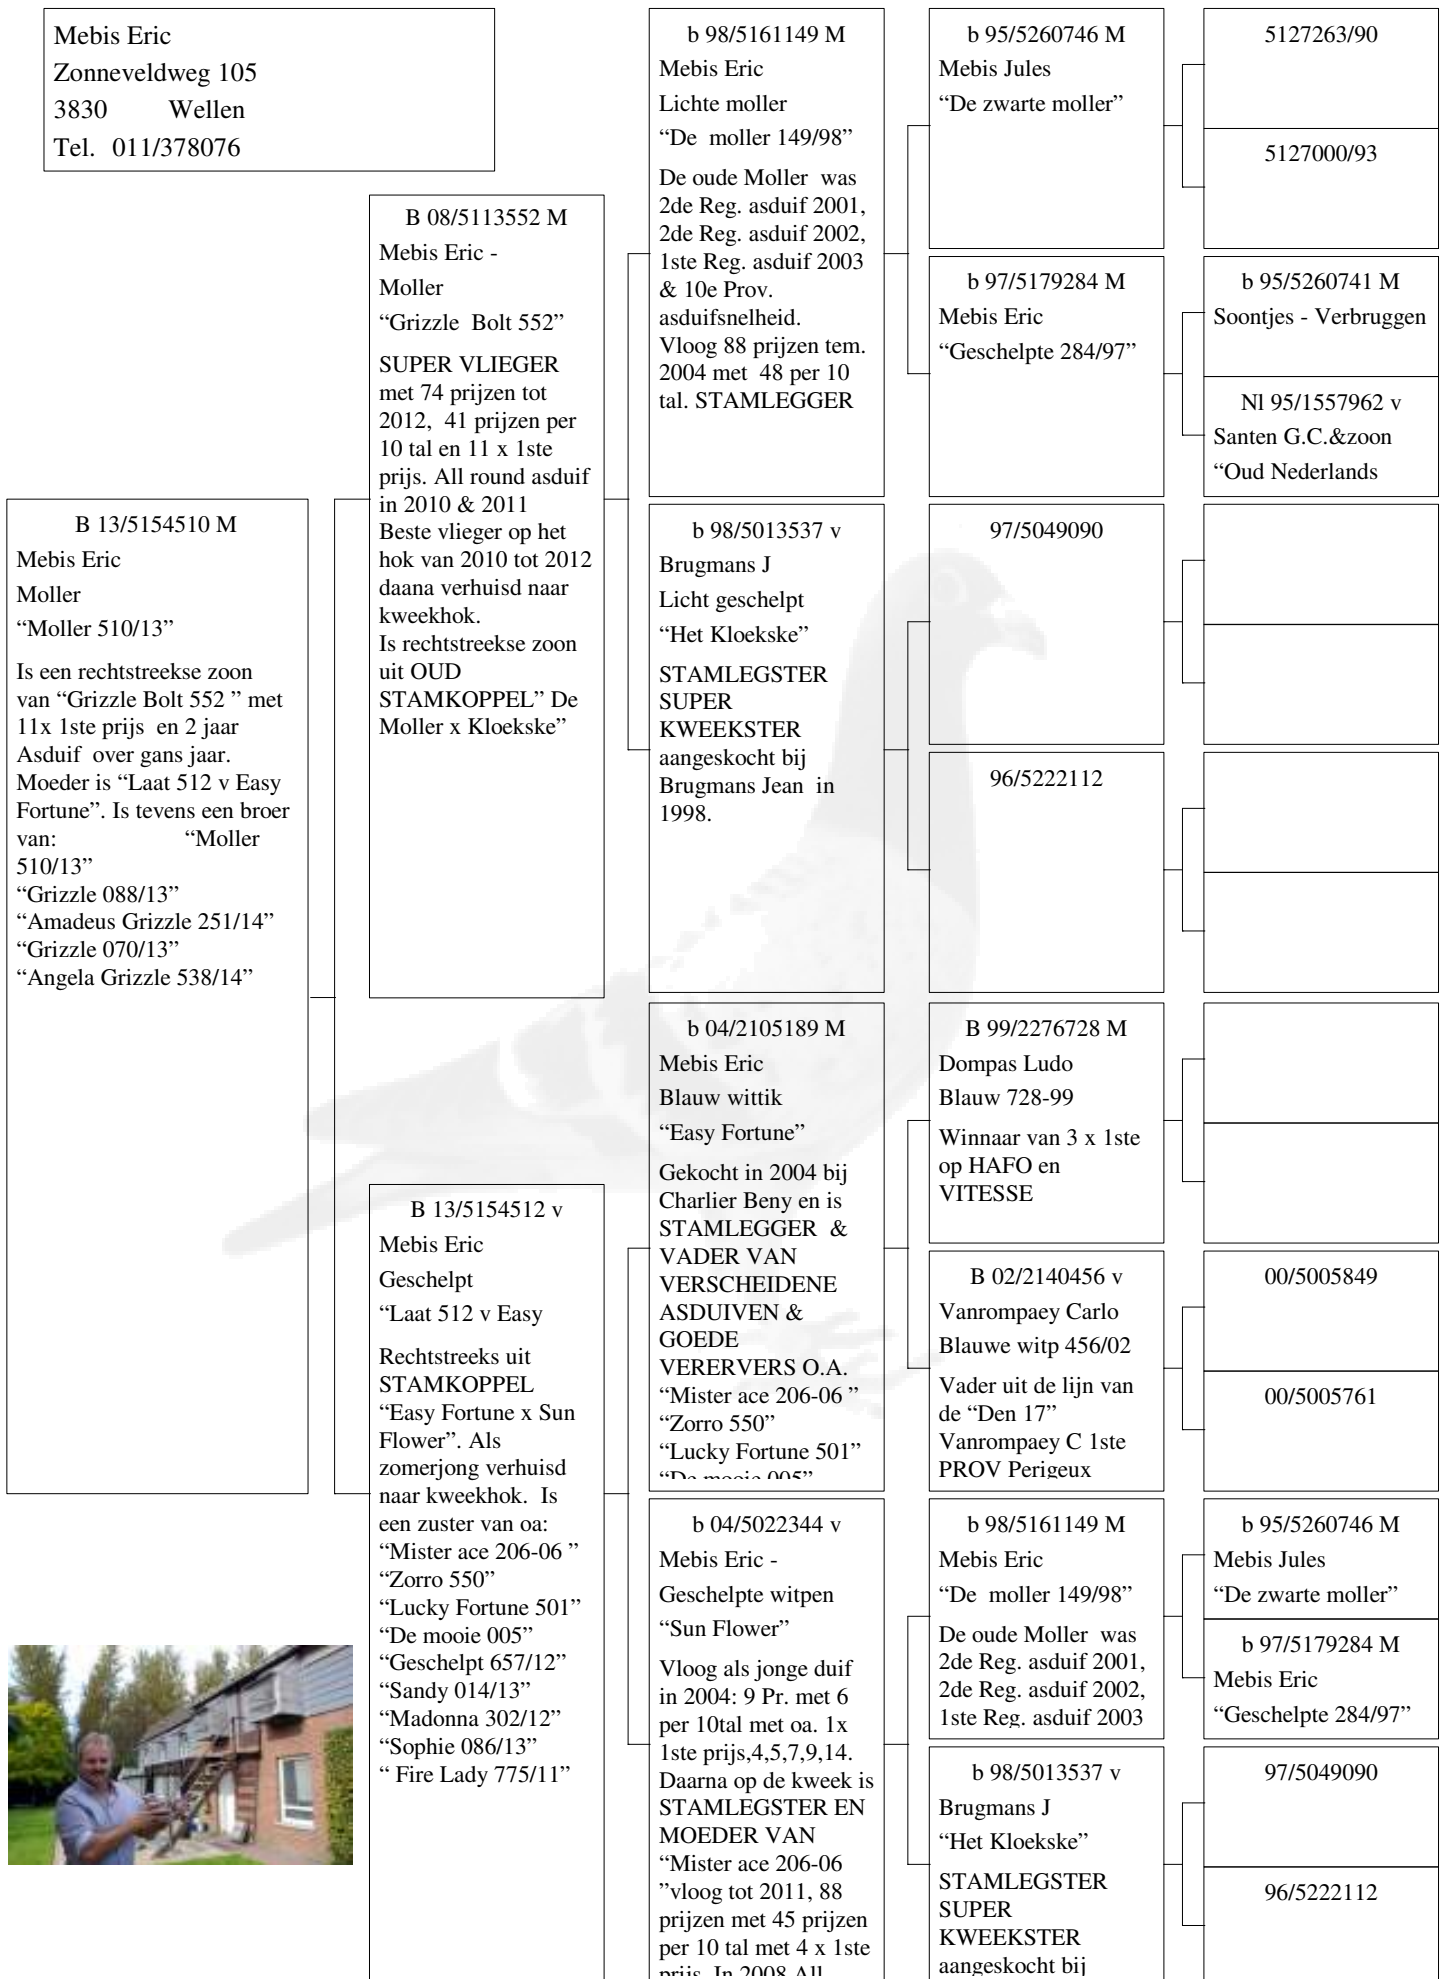 Mebis Eric
Zonneveldweg 105
3830 Wellen
Tel. 011/378076
B 13/5154510 M
Mebis Eric
Moller
“Moller 510/13”
Is een rechtstreekse zoon
van “Grizzle Bolt 552 ” met
11x 1ste prijs en 2 jaar
Asduif over gans jaar.
Moeder is “Laat 512 v Easy
Fortune”. Is tevens een broer
van: “Moller
510/13”
“Grizzle 088/13”
“Amadeus Grizzle 251/14”
“Grizzle 070/13”
“Angela Grizzle 538/14”
B 08/5113552 M
Mebis Eric -
Moller
“Grizzle Bolt 552”
SUPER VLIEGER
met 74 prijzen tot
2012, 41 prijzen per
10 tal en 11 x 1ste
prijs. All round asduif
in 2010 & 2011
Beste vlieger op het
hok van 2010 tot 2012
daana verhuisd naar
kweekhok.
Is rechtstreekse zoon
uit OUD
STAMKOPPEL” De
Moller x Kloekske”
B 13/5154512 v
Mebis Eric
Geschelpt
“Laat 512 v Easy
Rechtstreeks uit
STAMKOPPEL
“Easy Fortune x Sun
Flower”. Als
zomerjong verhuisd
naar kweekhok. Is
een zuster van oa:
“Mister ace 206-06 ”
“Zorro 550”
“Lucky Fortune 501”
“De mooie 005”
“Geschelpt 657/12”
“Sandy 014/13”
“Madonna 302/12”
“Sophie 086/13”
“ Fire Lady 775/11”
b 98/5161149 M
Mebis Eric
Lichte moller
“De moller 149/98”
De oude Moller was
2de Reg. asduif 2001,
2de Reg. asduif 2002,
1ste Reg. asduif 2003
& 10e Prov.
asduifsnelheid.
Vloog 88 prijzen tem.
2004 met 48 per 10
tal. STAMLEGGER
b 98/5013537 v
Brugmans J
Licht geschelpt
“Het Kloekske”
STAMLEGSTER
SUPER
KWEEKSTER
aangeskocht bij
Brugmans Jean in
1998.
b 04/2105189 M
Mebis Eric
Blauw wittik
“Easy Fortune”
Gekocht in 2004 bij
Charlier Beny en is
STAMLEGGER &
VADER VAN
VERSCHEIDENE
ASDUIVEN &
GOEDE
VERERVERS O.A.
“Mister ace 206-06 ”
“Zorro 550”
“Lucky Fortune 501”
“De mooie 005”
b 04/5022344 v
Mebis Eric -
Geschelpte witpen
“Sun Flower”
Vloog als jonge duif
in 2004: 9 Pr. met 6
per 10tal met oa. 1x
1ste prijs,4,5,7,9,14.
Daarna op de kweek is
STAMLEGSTER EN
MOEDER VAN
“Mister ace 206-06
”vloog tot 2011, 88
prijzen met 45 prijzen
per 10 tal met 4 x 1ste
prijs. In 2008 All
b 95/5260746 M
Mebis Jules
“De zwarte moller”
b 97/5179284 M
Mebis Eric
“Geschelpte 284/97”
97/5049090
96/5222112
B 99/2276728 M
Dompas Ludo
Blauw 728-99
Winnaar van 3 x 1ste
op HAFO en
VITESSE
B 02/2140456 v
Vanrompaey Carlo
Blauwe witp 456/02
Vader uit de lijn van
de “Den 17”
Vanrompaey C 1ste
PROV Perigeux
b 98/5161149 M
Mebis Eric
“De moller 149/98”
De oude Moller was
2de Reg. asduif 2001,
2de Reg. asduif 2002,
1ste Reg. asduif 2003
b 98/5013537 v
Brugmans J
“Het Kloekske”
STAMLEGSTER
SUPER
KWEEKSTER
aangeskocht bij
5127263/90
5127000/93
b 95/5260741 M
Soontjes - Verbruggen
Nl 95/1557962 v
Santen G.C.&zoon
“Oud Nederlands
00/5005849
00/5005761
b 95/5260746 M
Mebis Jules
“De zwarte moller”
b 97/5179284 M
Mebis Eric
“Geschelpte 284/97”
97/5049090
96/5222112